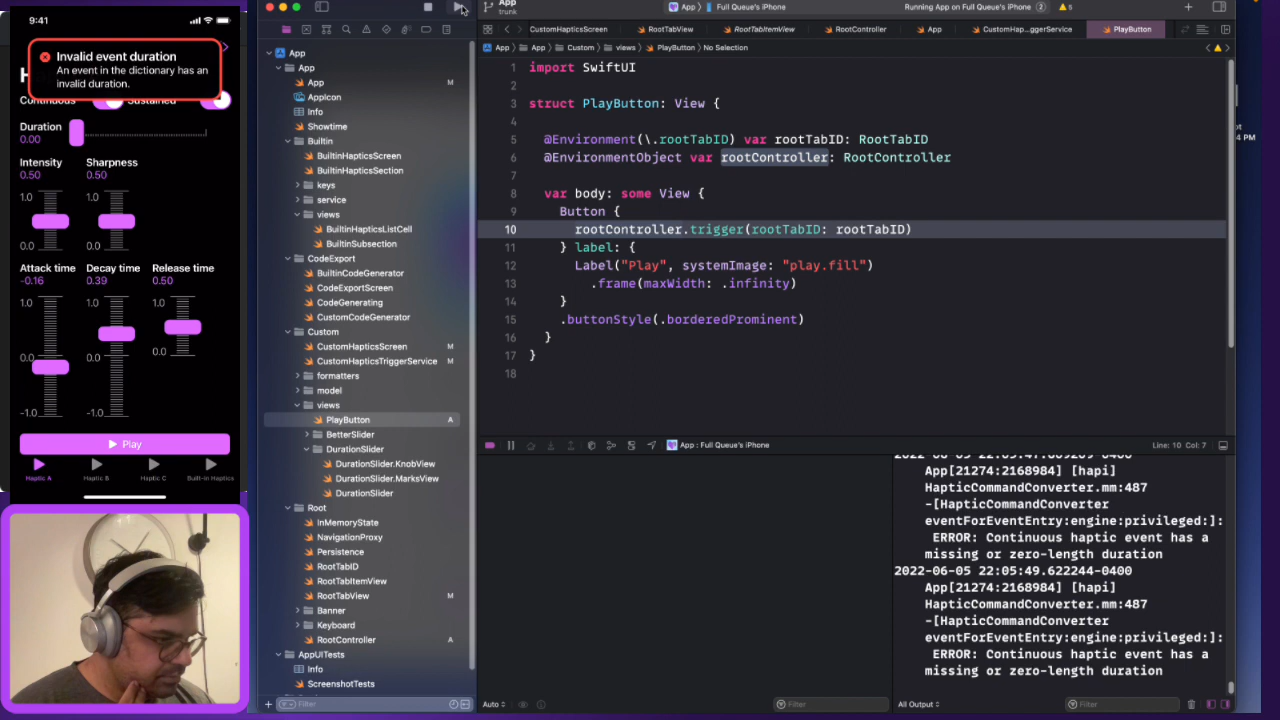 9:41
Invalid event duration
An event in the dictionary has an
invalid duration.
Continuous
Sustained
Duration
0.00
Intensity
Sharpness
0.50
0.50
1.0
1.0
0.0
0.0
Attack time
Decay time
Release time
-0.16
0.39
0.50
1.0
1.0
1.0
0.0
0.0
0.0
-1.0
-1.0
Play
Haptic A
Haptic B
Haptic C
Built-in Haptics
App
trunk
App
Full Queue's iPhone
Running App on Full Queue's iPhone
2
5
CustomHapticsScreen
RootTabView
RootTabItemView
RootController
App
CustomHap...ggerService
PlayButton
App
App
Custom
views
PlayButton
No Selection
App
App
App
M
AppIcon
Info
Showtime
Builtin
BuiltinHapticsScreen
BuiltinHapticsSection
keys
service
views
BuiltinHapticsListCell
BuiltinSubsection
CodeExport
BuiltinCodeGenerator
CodeExportScreen
CodeGenerating
CustomCodeGenerator
Custom
CustomHapticsScreen
M
CustomHapticsTriggerService
M
formatters
model
views
PlayButton
A
BetterSlider
DurationSlider
DurationSlider.KnobView
DurationSlider.MarksView
DurationSlider
Root
InMemoryState
NavigationProxy
Persistence
RootTabID
RootTabItemView
RootTabView
M
Banner
Keyboard
RootController
A
AppUITests
Info
ScreenshotTests
Filter
1 import SwiftUI
2
3 struct PlayButton: View {
4
5 @Environment(\.rootTabID) var rootTabID: RootTabID
6 @EnvironmentObject var rootController: RootController
7
8 var body: some View {
9 Button {
10 rootController.trigger(rootTabID: rootTabID)
11 } label: {
12 Label("Play", systemImage: "play.fill")
13 .frame(maxWidth: .infinity)
14 }
15 .buttonStyle(.borderedProminent)
16 }
17 }
18
App : Full Queue's iPhone
Line: 10 Col: 7
App[21274:2168984] [hapi]
HapticCommandConverter.mm:487
-[HapticCommandConverter
eventForEventEntry:engine:privileged:]:
ERROR: Continuous haptic event has a
missing or zero-length duration
2022-06-05 22:05:49.622244-0400
App[21274:2168984] [hapi]
HapticCommandConverter.mm:487
-[HapticCommandConverter
eventForEventEntry:engine:privileged:]:
ERROR: Continuous haptic event has a
missing or zero-length duration
Auto
Filter
All Output
Filter
ot
4 PM